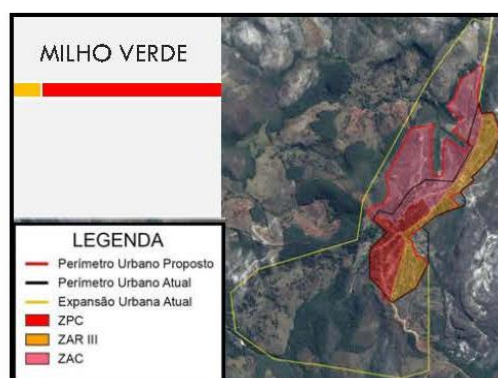 MILHO VERDE
LEGENDA
Perímetro Urbano Proposto
Perímetro Urbano Atual
Expansão Urbana Atual
ZPC
ZAR III
ZAC